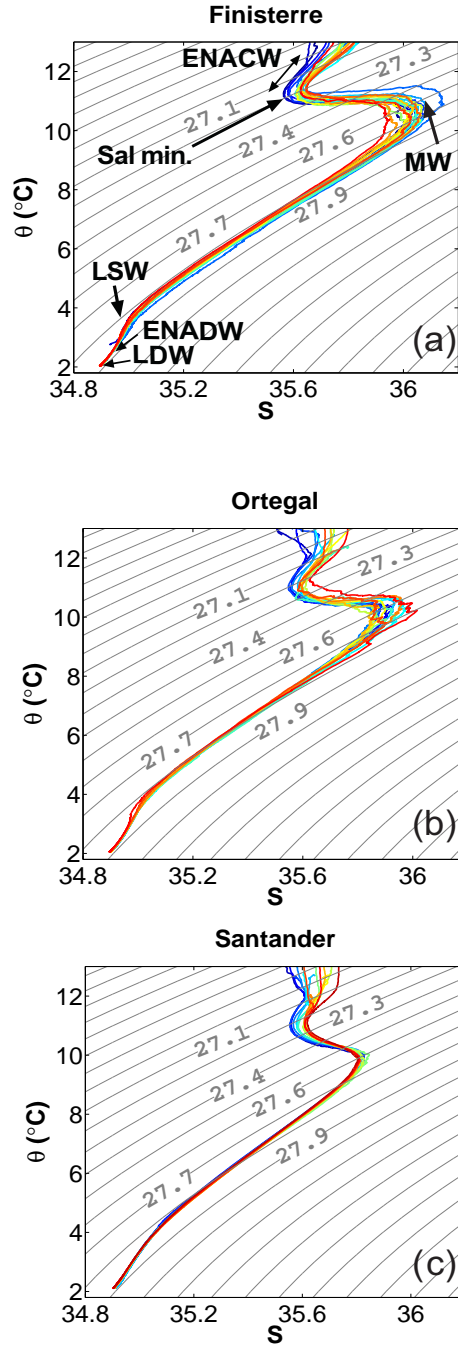 Finisterre
12
10
8
6
4
2
θ (°C)
ENACW
27.3
27.1
Sal min.
27.4
27.6
MW
27.7
27.9
LSW
ENADW
LDW
(a)
34.8
35.2
35.6
36
S
Ortegal
12
10
8
6
4
2
θ (°C)
27.3
27.1
27.4
27.6
27.7
27.9
(b)
34.8
35.2
35.6
36
S
Santander
12
10
8
6
4
2
θ (°C)
27.3
27.1
27.4
27.6
27.7
27.9
(c)
34.8
35.2
35.6
36
S